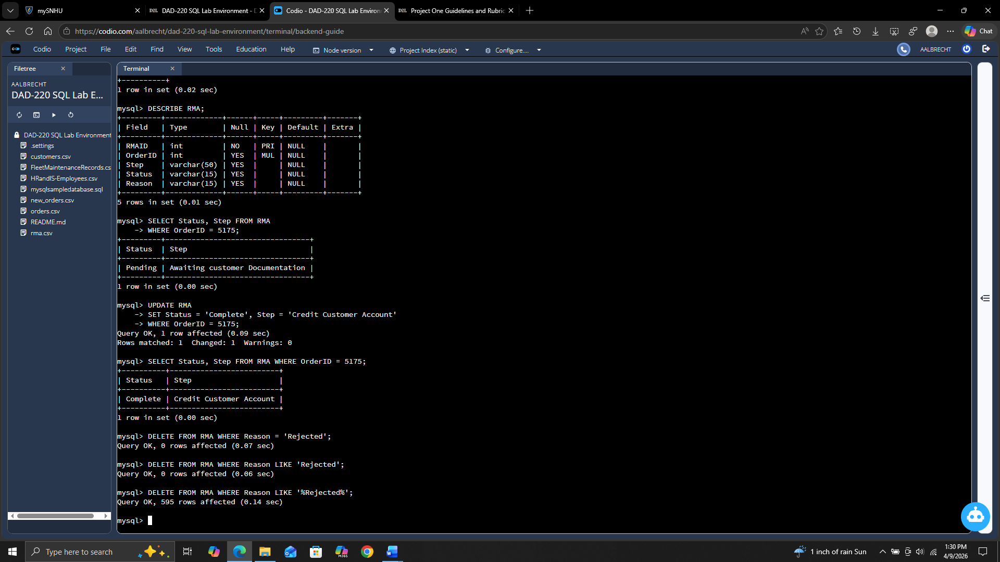 mySNHU
D2L DAD-220 SQL Lab Environment - D
Codio - DAD-220 SQL Lab Environ
D2L Project One Guidelines and Rubric
https://codio.com/aalbrecht/dad-220-sql-lab-environment/terminal/backend-guide
Chat
Codio Project File Edit Find View Tools Education Help Node version Project Index (static) Configure.... AALBRECHT
Filetree
Terminal
AALBRECHT
DAD-220 SQL Lab E...
DAD-220 SQL Lab Environment
.settings
customers.csv
FleetMaintenanceRecords.cs
HRandIS-Employees.csv
mysqlsampledatabase.sql
new_orders.csv
orders.csv
README.md
rma.csv
+----------+
1 row in set (0.02 sec)
mysql> DESCRIBE RMA;
+---------+-------------+------+-----+---------+-------+
| Field   | Type        | Null | Key | Default | Extra |
+---------+-------------+------+-----+---------+-------+
| RMAID   | int         | NO   | PRI | NULL    |       |
| OrderID | int         | YES  | MUL | NULL    |       |
| Step    | varchar(50) | YES  |     | NULL    |       |
| Status  | varchar(15) | YES  |     | NULL    |       |
| Reason  | varchar(15) | YES  |     | NULL    |       |
+---------+-------------+------+-----+---------+-------+
5 rows in set (0.01 sec)
mysql> SELECT Status, Step FROM RMA
    -> WHERE OrderID = 5175;
+---------+---------------------------------+
| Status  | Step                            |
+---------+---------------------------------+
| Pending | Awaiting customer Documentation |
+---------+---------------------------------+
1 row in set (0.00 sec)
mysql> UPDATE RMA
    -> SET Status = 'Complete', Step = 'Credit Customer Account'
    -> WHERE OrderID = 5175;
Query OK, 1 row affected (0.09 sec)
Rows matched: 1  Changed: 1  Warnings: 0
mysql> SELECT Status, Step FROM RMA WHERE OrderID = 5175;
+----------+-------------------------+
| Status   | Step                    |
+----------+-------------------------+
| Complete | Credit Customer Account |
+----------+-------------------------+
1 row in set (0.00 sec)
mysql> DELETE FROM RMA WHERE Reason = 'Rejected';
Query OK, 0 rows affected (0.07 sec)
mysql> DELETE FROM RMA WHERE Reason LIKE 'Rejected';
Query OK, 0 rows affected (0.06 sec)
mysql> DELETE FROM RMA WHERE Reason LIKE '%Rejected%';
Query OK, 595 rows affected (0.14 sec)
mysql>
Type here to search
M365
1 inch of rain Sun
1:30 PM
4/9/2026